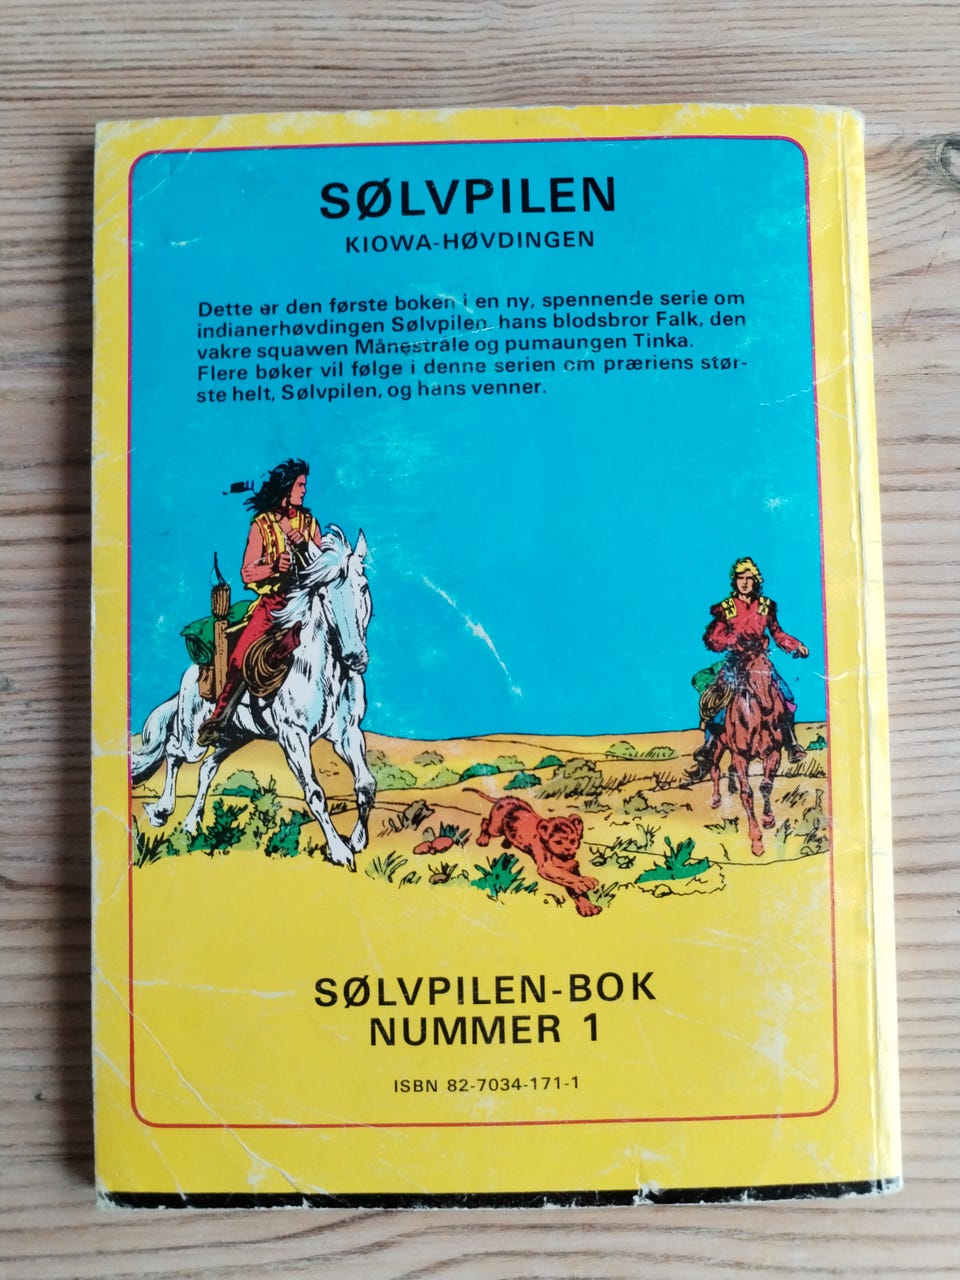 SØLVPILEN
KIOWA-HØVDINGEN
Dette er den første boken i en ny, spennende serie om
indianerhøvdingen Sølvpilen, hans blodsbror Falk, den
vakre squawen Månestråle og pumaungen Tinka.
Flere bøker vil følge i denne serien om præriens stør-
ste helt, Sølvpilen, og hans venner.
SØLVPILEN-BOK
NUMMER 1
ISBN 82-7034-171-1